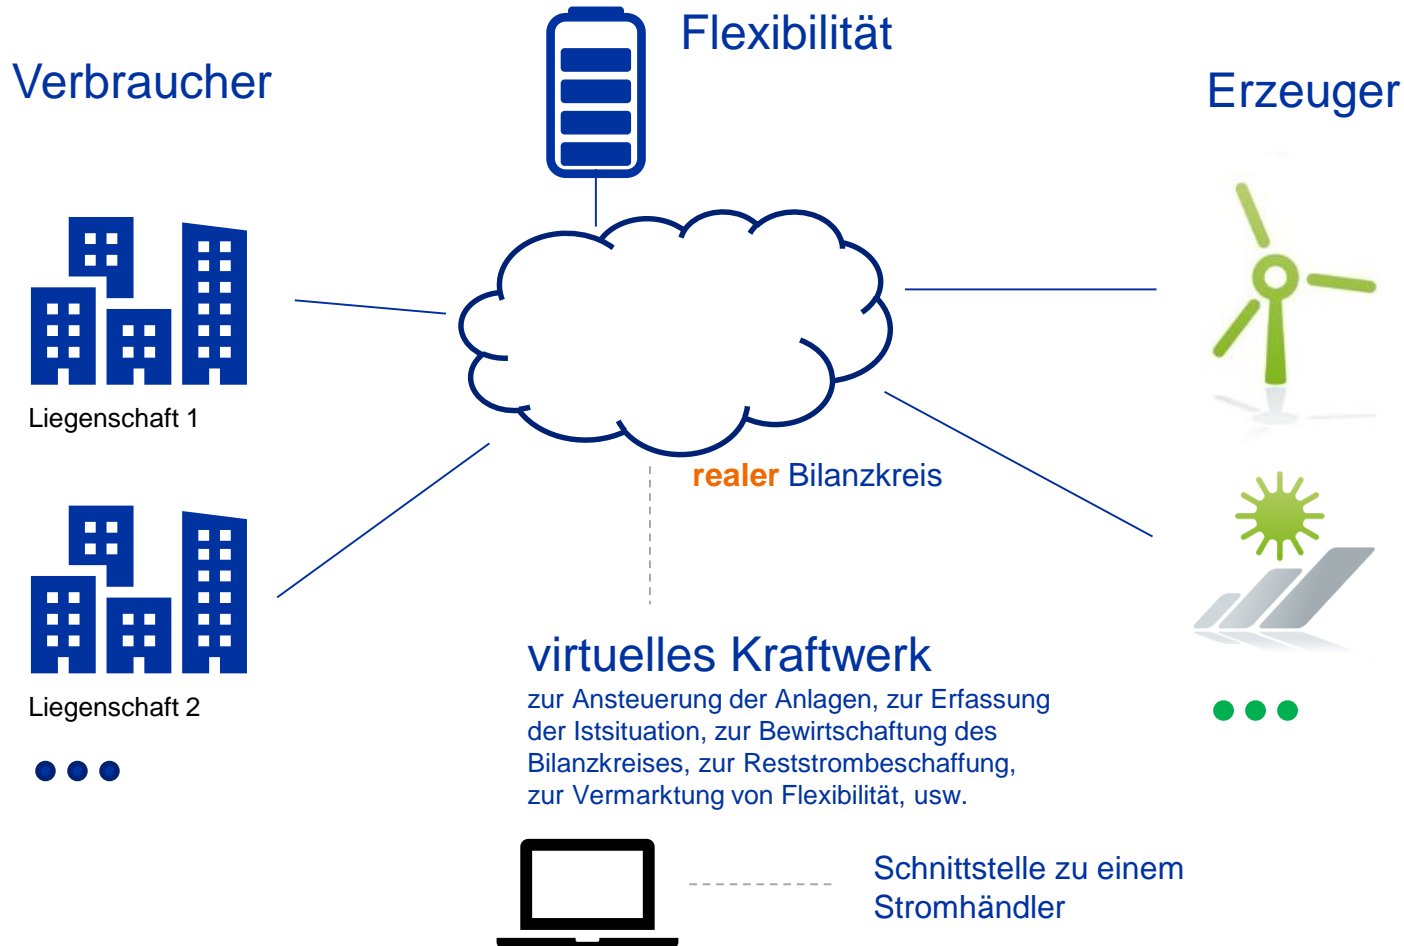 Flexibilität
Verbraucher
Erzeuger
Liegenschaft 1
realer Bilanzkreis
Liegenschaft 2
virtuelles Kraftwerk
zur Ansteuerung der Anlagen, zur Erfassung
der Istsituation, zur Bewirtschaftung des
Bilanzkreises, zur Reststrombeschaffung,
zur Vermarktung von Flexibilität, usw.
Schnittstelle zu einem
Stromhändler